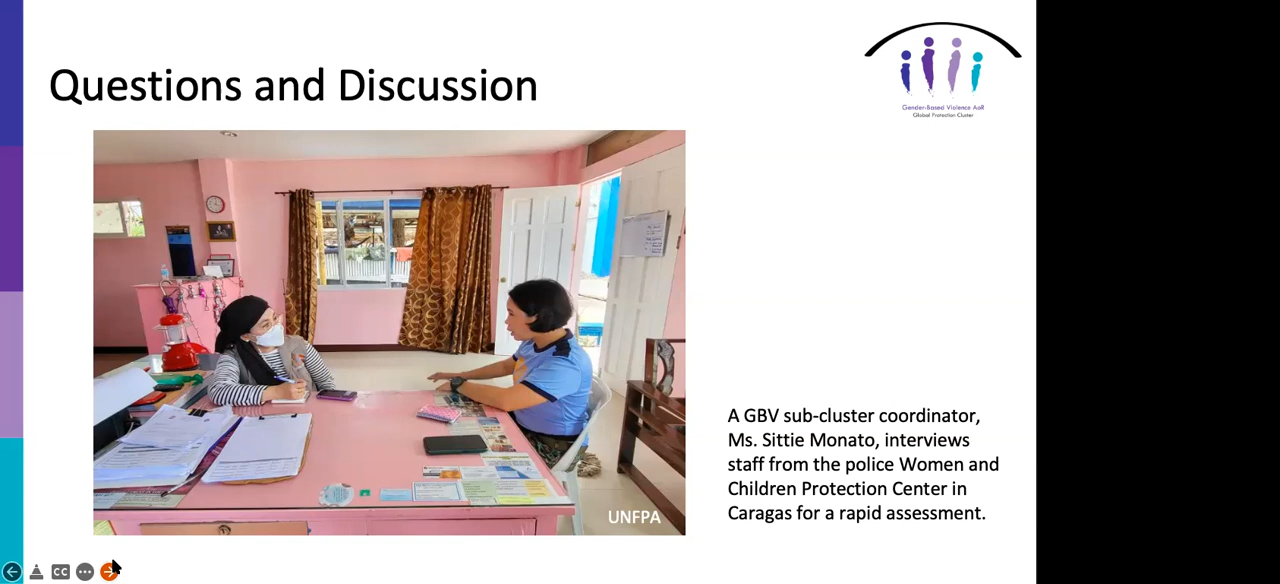 Questions and Discussion
Gender-Based Violence AoR
Global Protection Cluster
A GBV sub-cluster coordinator,
Ms. Sittie Monato, interviews
staff from the police Women and
Children Protection Center in
Caragas for a rapid assessment.
UNFPA
CC